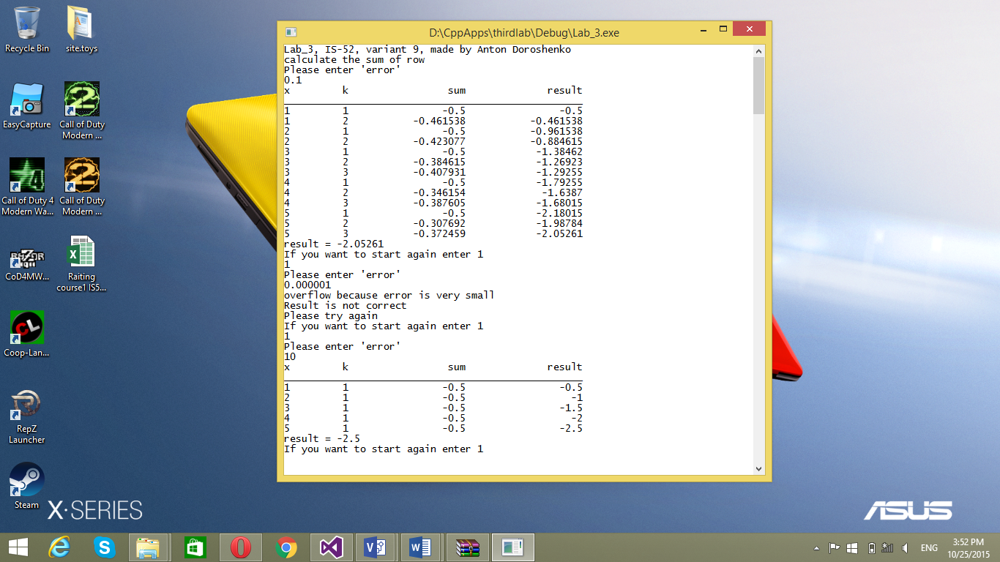 Recycle Bin
site.toys
EasyCapture
Call of Duty
Modern ...
Call of Duty 4
Modern Wa...
Call of Duty
Modern ...
CoD4MW...
Raiting
course1 IS5...
Coop-Lan...
RepZ
Launcher
Steam
X·SERIES
D:\CppApps\thirdlab\Debug\Lab_3.exe
Lab_3, IS-52, variant 9, made by Anton Doroshenko
calculate the sum of row
Please enter 'error'
0.1
x k sum result
1 1 -0.5 -0.5
1 2 -0.461538 -0.461538
2 1 -0.5 -0.961538
2 2 -0.423077 -0.884615
3 1 -0.5 -1.38462
3 2 -0.384615 -1.26923
3 3 -0.407931 -1.29255
4 1 -0.5 -1.79255
4 2 -0.346154 -1.6387
4 3 -0.387605 -1.68015
5 1 -0.5 -2.18015
5 2 -0.307692 -1.98784
5 3 -0.372459 -2.05261
result = -2.05261
If you want to start again enter 1
1
Please enter 'error'
0.000001
overflow because error is very small
Result is not correct
Please try again
If you want to start again enter 1
1
Please enter 'error'
10
x k sum result
1 1 -0.5 -0.5
2 1 -0.5 -1
3 1 -0.5 -1.5
4 1 -0.5 -2
5 1 -0.5 -2.5
result = -2.5
If you want to start again enter 1
ASUS
ENG
3:52 PM
10/25/2015